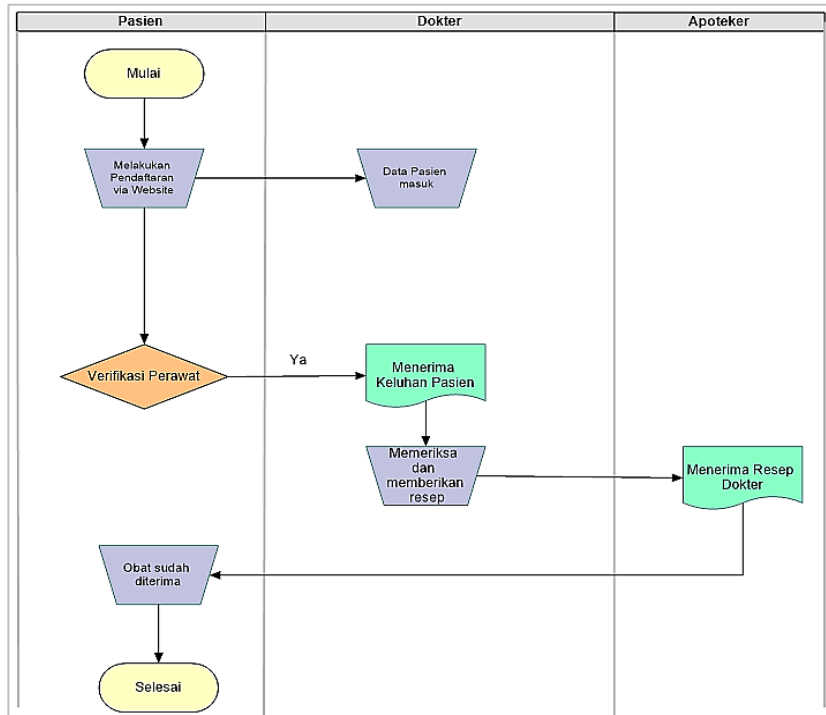 Pasien
Dokter
Apoteker
Mulai
Melakukan
Pendaftaran
via Website
Data Pasien
masuk
Verifikasi Perawat
Ya
Menerima
Keluhan Pasien
Memeriksa
dan
memberikan
resep
Menerima Resep
Dokter
Obat sudah
diterima
Selesai